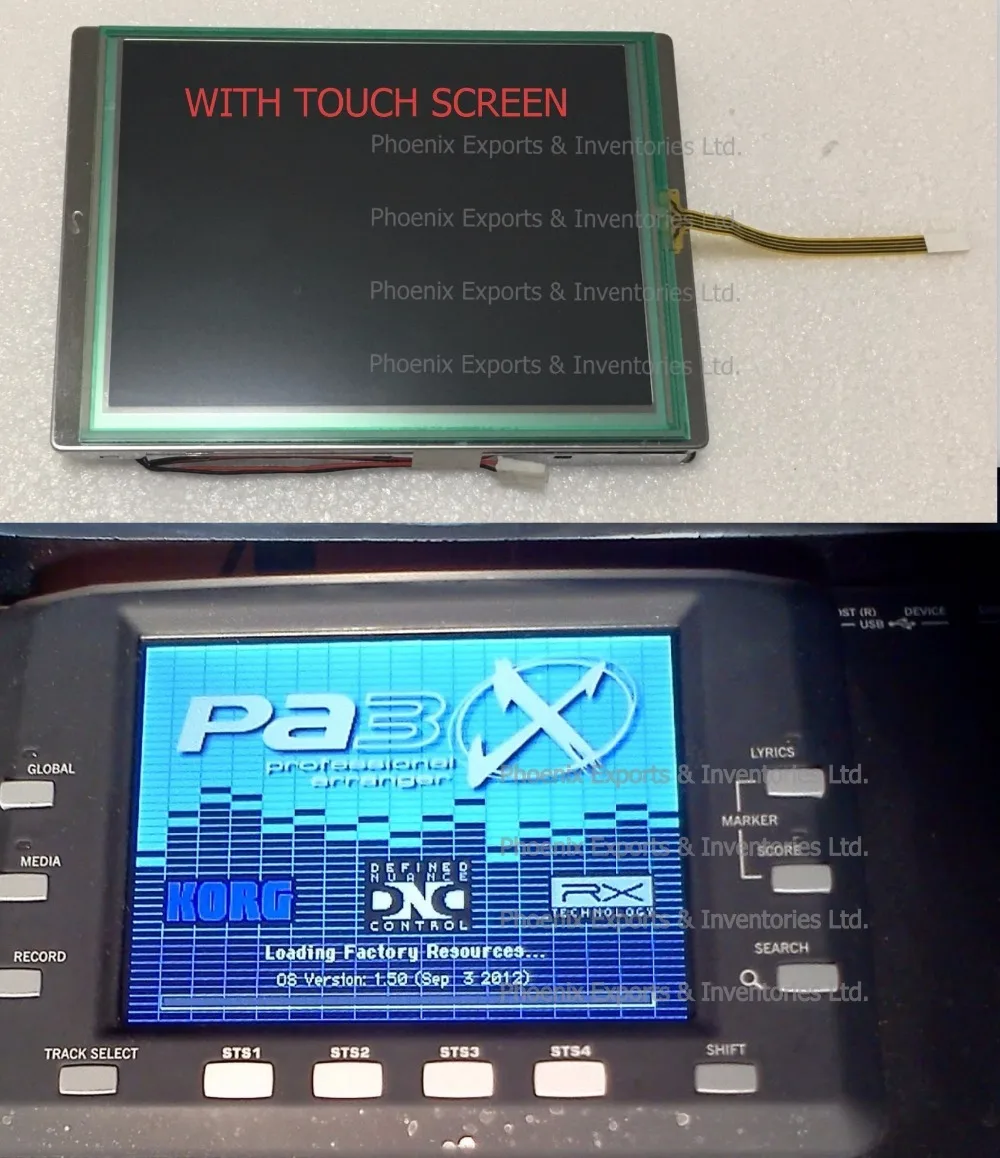 WITH TOUCH SCREEN
Phoenix Exports & Inventories Ltd.
Phoenix Exports & Inventories Ltd.
Phoenix Exports & Inventories Ltd.
Phoenix Exports & Inventories Ltd.
DEVICE
USB
Pa3X
professional
arranger
GLOBAL
LYRICS
Phoenix Exports & Inventories Ltd.
MARKER
Phoenix Exports & Inventories Ltd.
SCORE
MEDIA
DEFINED
NUANCE
DNC
CONTROL
KORG
RX
TECHNOLOGY
Phoenix Exports & Inventories Ltd.
RECORD
SEARCH
Loading Factory Resources...
OS Version: 1.50 (Sep 3 2012)
Phoenix Exports & Inventories Ltd.
TRACK SELECT
STS1
STS2
STS3
STS4
SHIFT